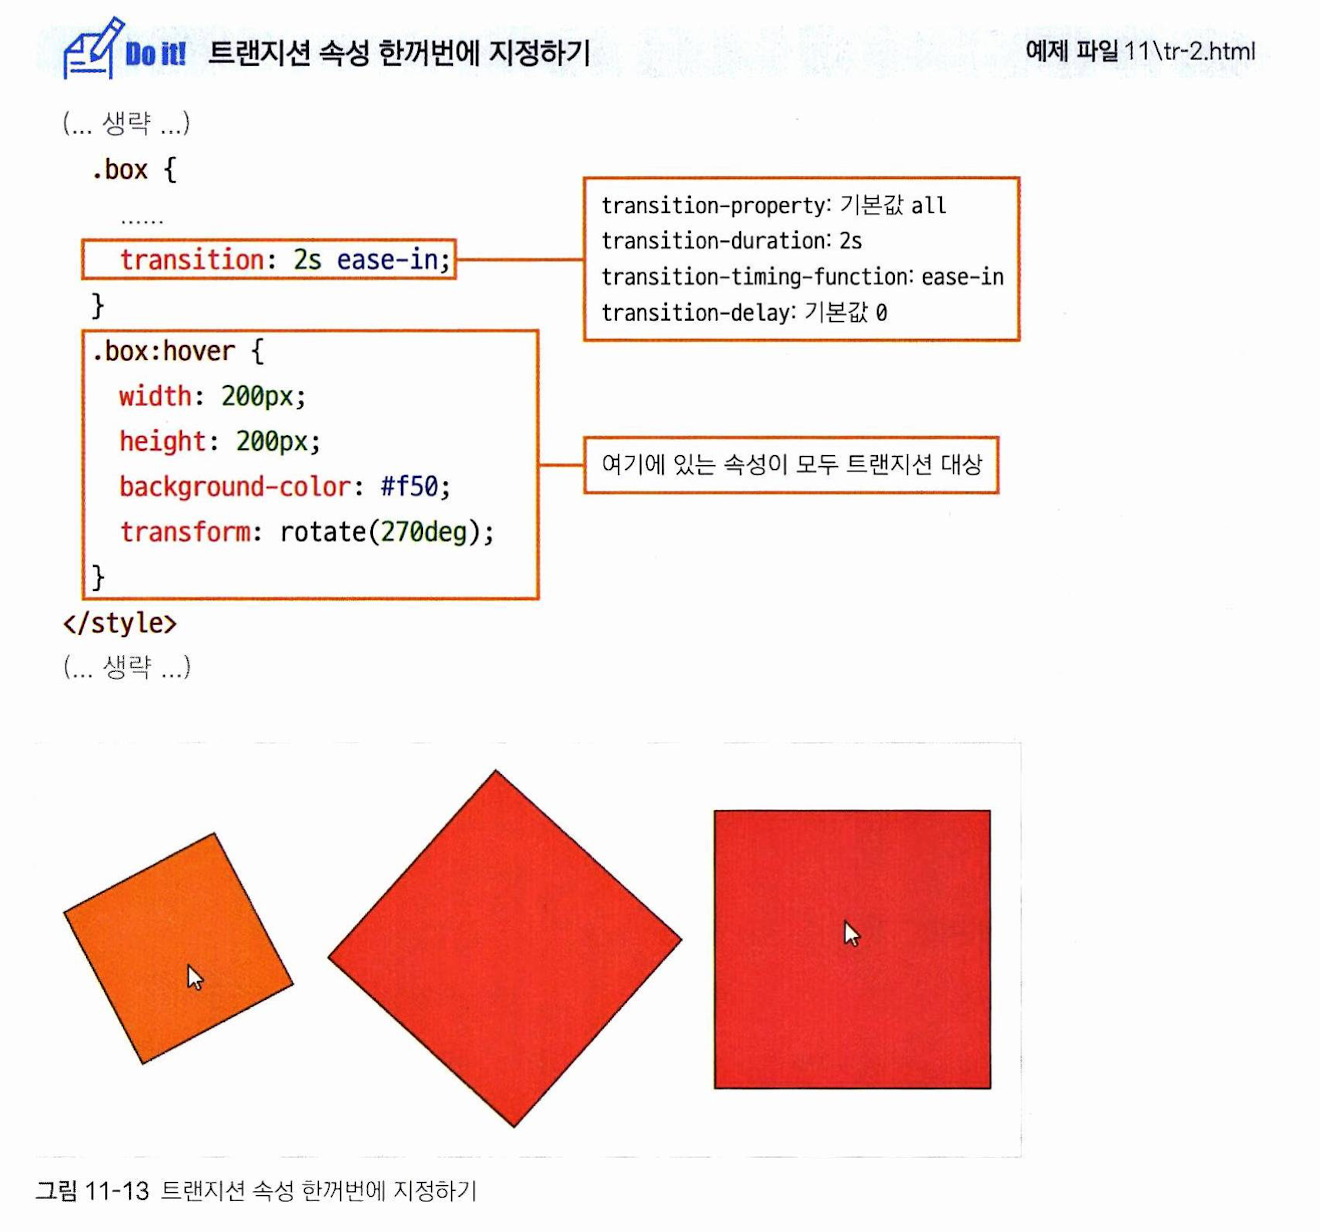 Do it! 트랜지션 속성 한꺼번에 지정하기 예제 파일 11\tr-2.html
(... 생략 ...)
.box {
......
transition: 2s ease-in;
}
transition-property: 기본값 all
transition-duration: 2s
transition-timing-function: ease-in
transition-delay: 기본값 0
.box:hover {
width: 200px;
height: 200px;
background-color: #f50;
transform: rotate(270deg);
}
여기에 있는 속성이 모두 트랜지션 대상
</style>
(... 생략 ...)
그림 11-13 트랜지션 속성 한꺼번에 지정하기